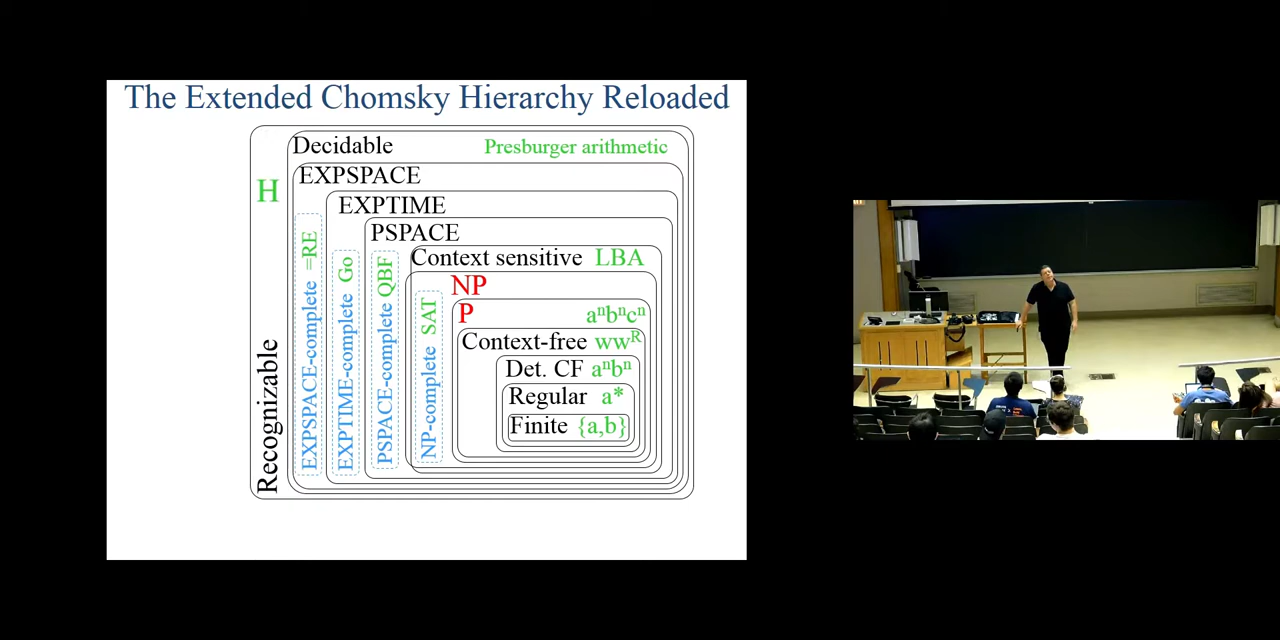 The Extended Chomsky Hierarchy Reloaded
Decidable Presburger arithmetic
EXPSPACE
H
EXPTIME
PSPACE
Context sensitive LBA
NP
P aⁿbⁿcⁿ
Context-free wwᴿ
Det. CF aⁿbⁿ
Regular a*
Finite {a,b}
Recognizable
EXPSPACE-complete =RE
EXPTIME-complete Go
PSPACE-complete QBF
NP-complete SAT